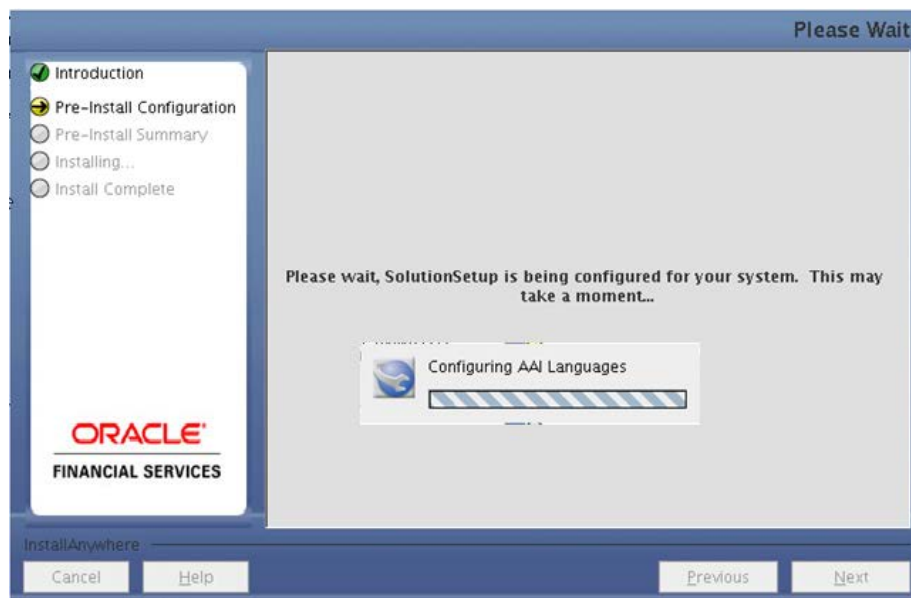 Please Wait
Introduction
Pre-Install Configuration
Pre-Install Summary
Installing...
Install Complete
Please wait, SolutionSetup is being configured for your system. This may
take a moment...
Configuring AAI Languages
ORACLE
FINANCIAL SERVICES
InstallAnywhere
Cancel
Help
Previous
Next